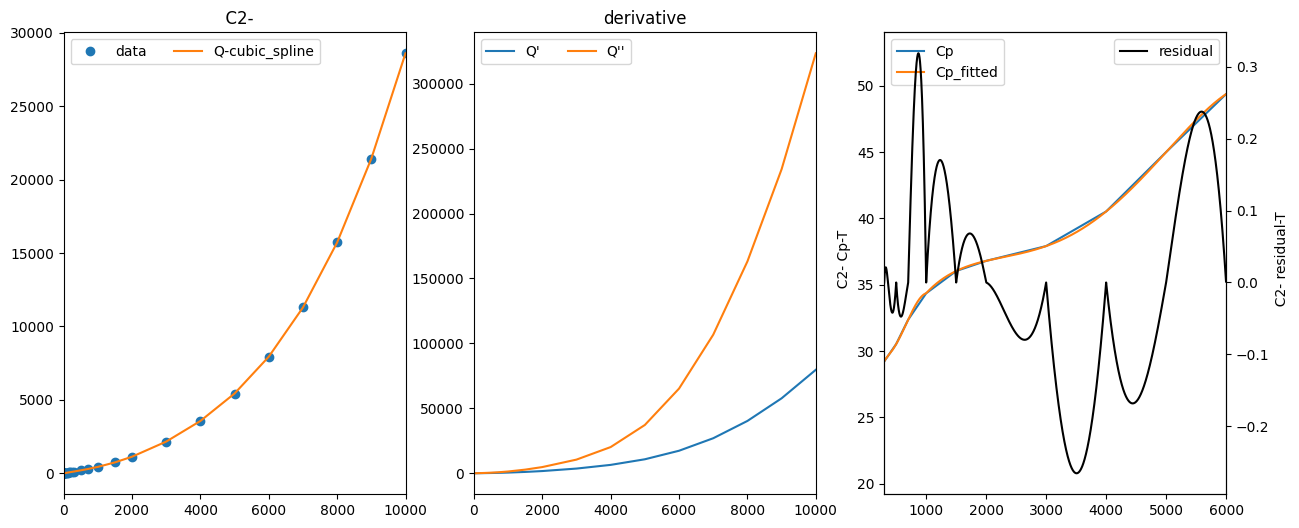 C2-
30000
25000
20000
15000
10000
5000
0
0 2000 4000 6000 8000 10000
data
Q-cubic_spline
derivative
300000
250000
200000
150000
100000
50000
0
0 2000 4000 6000 8000 10000
Q'
Q''
50
45
40
35
30
25
20
1000 2000 3000 4000 5000 6000
Cp
Cp_fitted
residual
C2- Cp-T
0.3
0.2
0.1
0.0
−0.1
−0.2
C2- residual-T